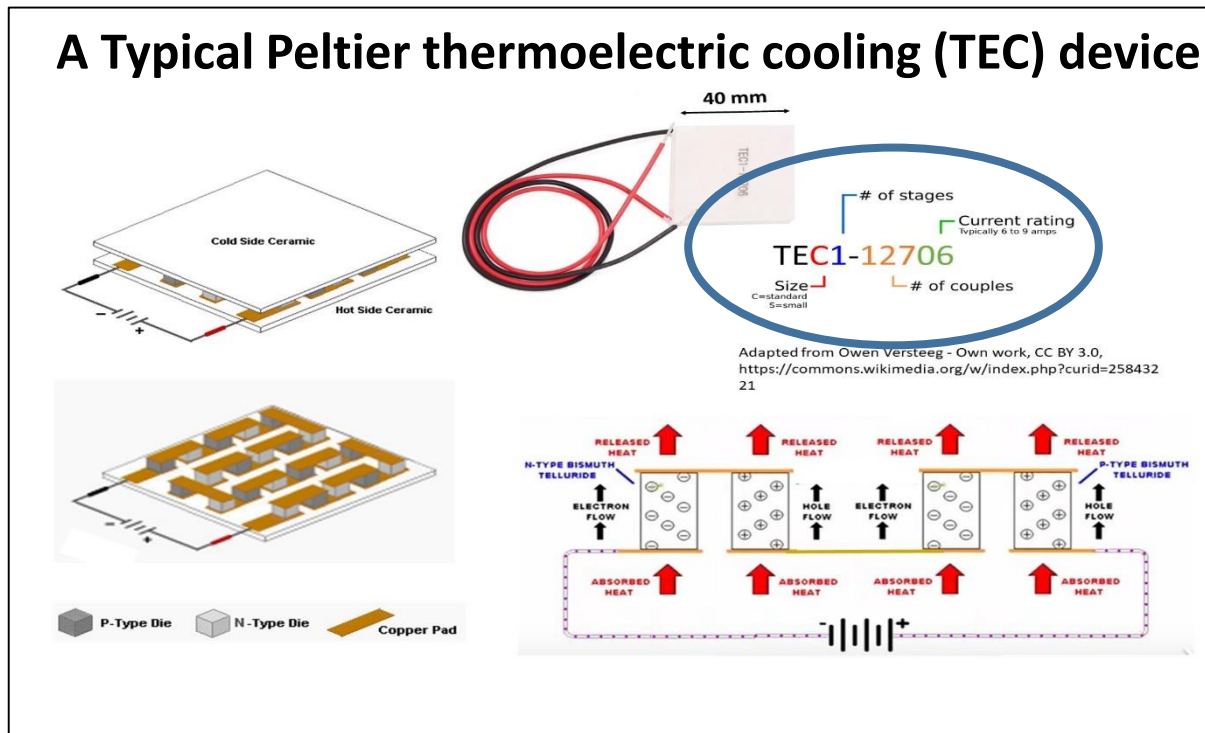 A Typical Peltier thermoelectric cooling (TEC) device
40 mm
# of stages
Current rating
Typically 6 to 9 amps
TEC1-12706
Size
C=standard
S=small
# of couples
Cold Side Ceramic
Hot Side Ceramic
-
+
Adapted from Owen Versteeg - Own work, CC BY 3.0,
https://commons.wikimedia.org/w/index.php?curid=258432
21
P-Type Die
N-Type Die
Copper Pad
RELEASED
HEAT
RELEASED
HEAT
RELEASED
HEAT
RELEASED
HEAT
N-TYPE BISMUTH
TELLURIDE
P-TYPE BISMUTH
TELLURIDE
ELECTRON
FLOW
HOLE
FLOW
ELECTRON
FLOW
HOLE
FLOW
ABSORBED
HEAT
ABSORBED
HEAT
ABSORBED
HEAT
ABSORBED
HEAT
-
+